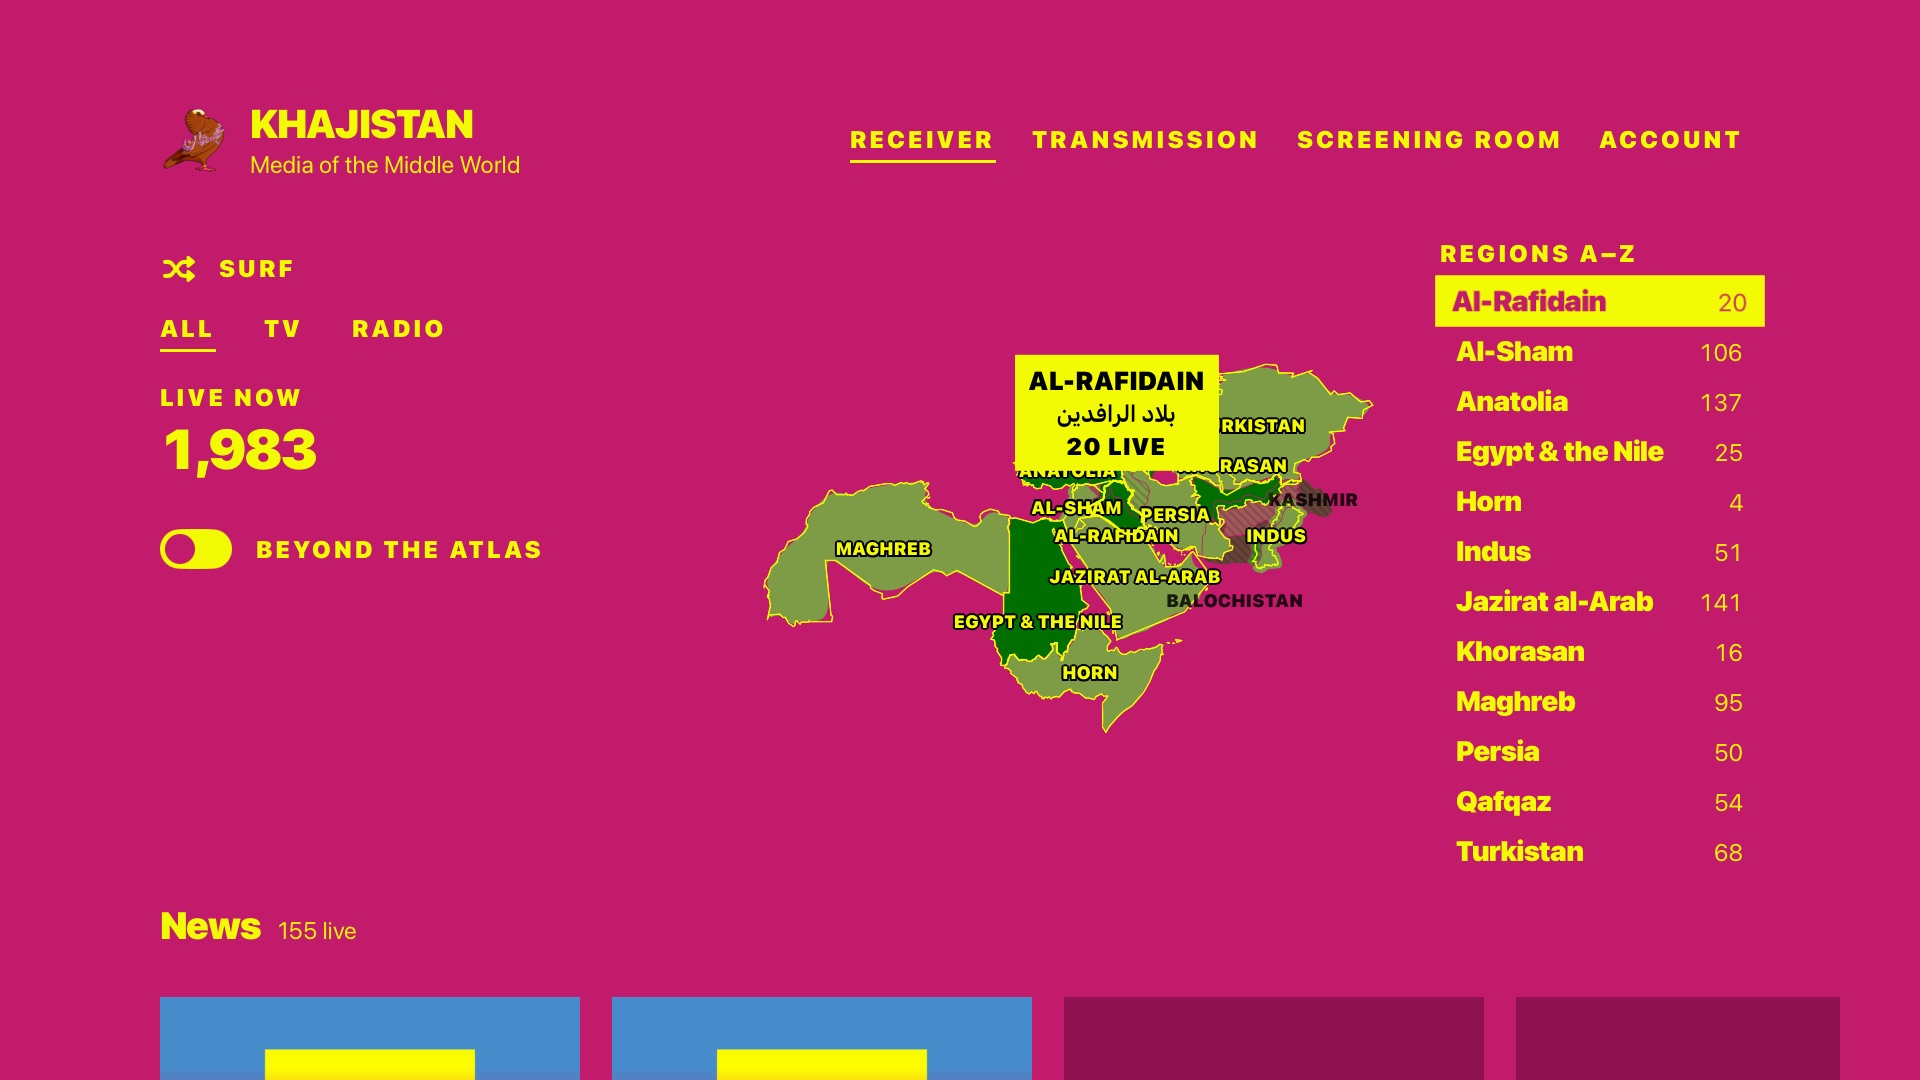 KHAJISTAN
Media of the Middle World
RECEIVER
TRANSMISSION
SCREENING ROOM
ACCOUNT
SURF
ALL
TV
RADIO
LIVE NOW
1,983
BEYOND THE ATLAS
AL-RAFIDAIN
بلاد الرافدين
20 LIVE
RKISTAN
ANATOLIA
RASAN
KASHMIR
AL-SHAM
PERSIA
AL-RAFIDAIN
INDUS
MAGHREB
JAZIRAT AL-ARAB
BALOCHISTAN
EGYPT & THE NILE
HORN
REGIONS A–Z
Al-Rafidain 20
Al-Sham 106
Anatolia 137
Egypt & the Nile 25
Horn 4
Indus 51
Jazirat al-Arab 141
Khorasan 16
Maghreb 95
Persia 50
Qafqaz 54
Turkistan 68
News 155 live